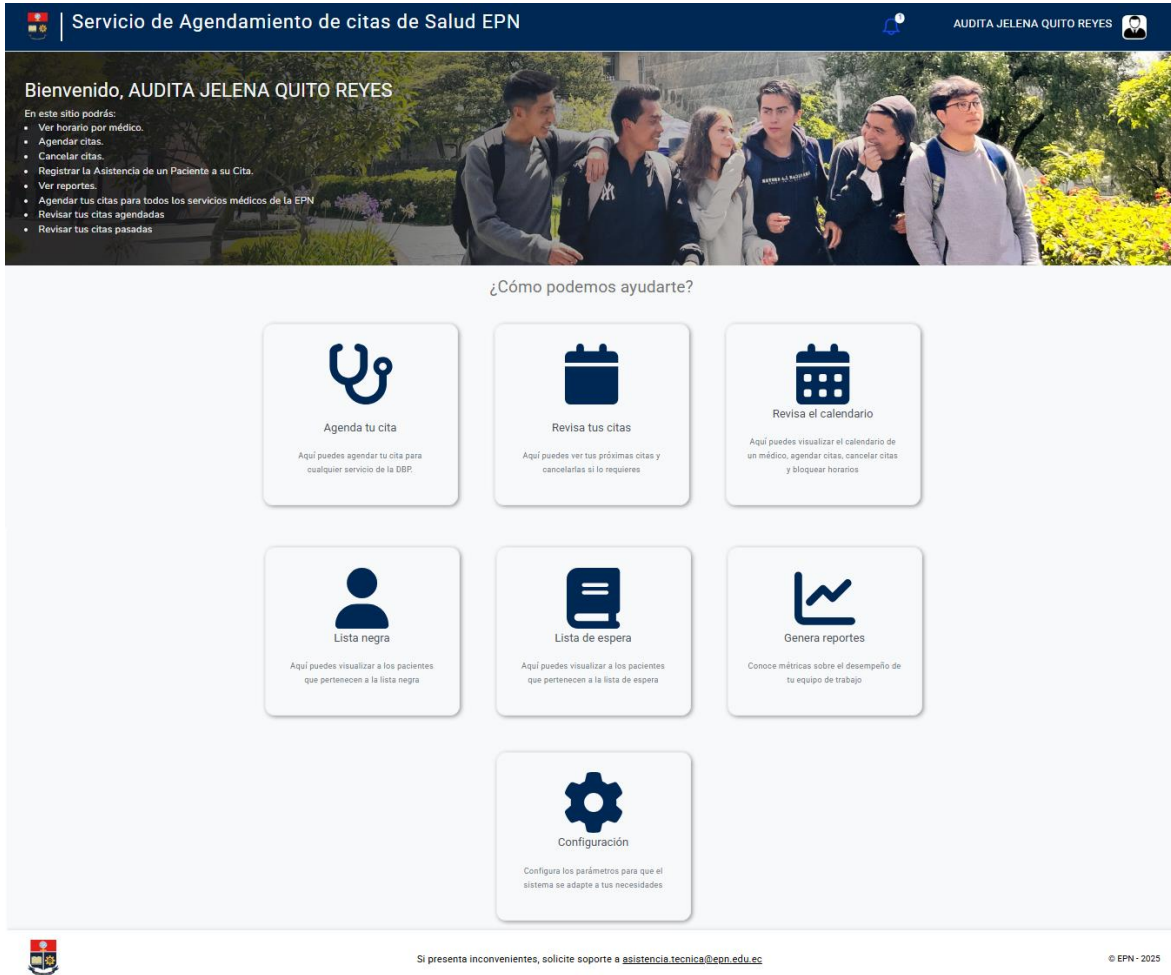 Servicio de Agendamiento de citas de Salud EPN
1
AUDITA JELENA QUITO REYES
Bienvenido, AUDITA JELENA QUITO REYES
En este sitio podrás:
• Ver horario por médico.
• Agendar citas.
• Cancelar citas.
• Registrar la Asistencia de un Paciente a su Cita.
• Ver reportes.
• Agendar tus citas para todos los servicios médicos de la EPN
• Revisar tus citas agendadas
• Revisar tus citas pasadas
¿Cómo podemos ayudarte?
Agenda tu cita
Aquí puedes agendar tu cita para
cualquier servicio de la DBP.
Revisa tus citas
Aquí puedes ver tus próximas citas y
cancelarlas si lo requieres
Revisa el calendario
Aquí puedes visualizar el calendario de
un médico, agendar citas, cancelar citas
y bloquear horarios
Lista negra
Aquí puedes visualizar a los pacientes
que pertenecen a la lista negra
Lista de espera
Aquí puedes visualizar a los pacientes
que pertenecen a la lista de espera
Genera reportes
Conoce métricas sobre el desempeño de
tu equipo de trabajo
Configuración
Configura los parámetros para que el
sistema se adapte a tus necesidades
Si presenta inconvenientes, solicite soporte a asistencia.tecnica@epn.edu.ec
© EPN - 2025